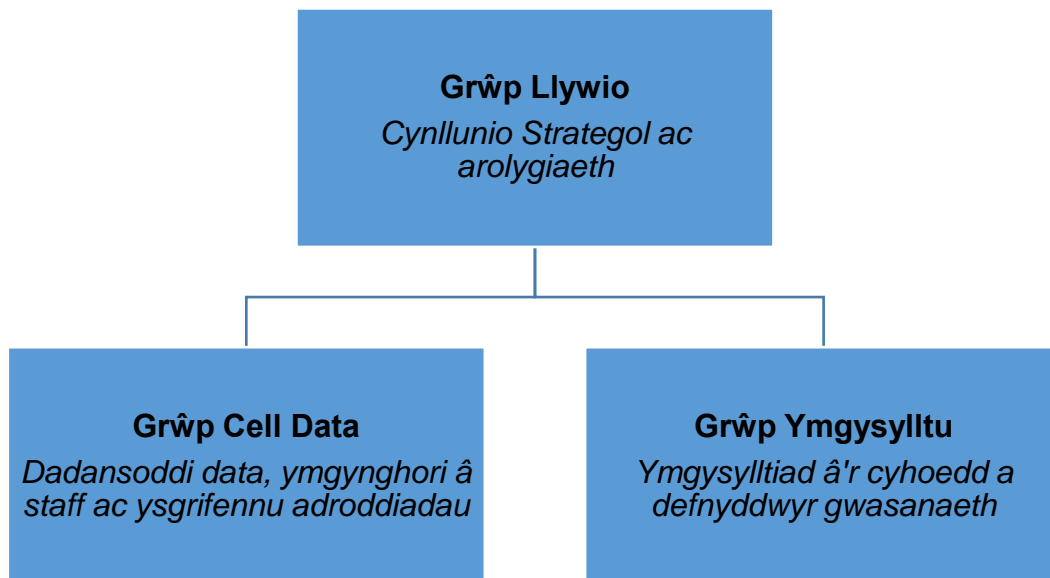 Grŵp Llywio
Cynllunio Strategol ac
arolygiaeth
Grŵp Cell Data
Dadansoddi data, ymgynghori â
staff ac ysgrifennu adroddiadau
Grŵp Ymgysylltu
Ymgysylltiad â'r cyhoedd a
defnyddwyr gwasanaeth